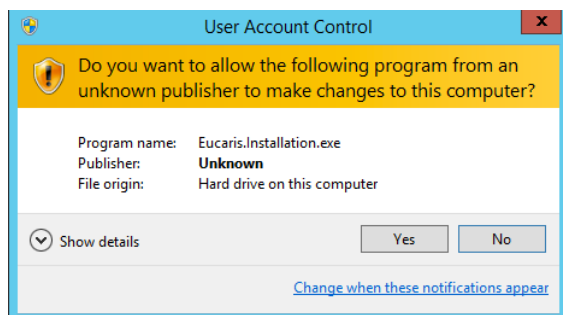 User Account Control
x
Do you want to allow the following program from an
unknown publisher to make changes to this computer?
Program name: Eucaris.Installation.exe
Publisher: Unknown
File origin: Hard drive on this computer
Show details Yes No
Change when these notifications appear